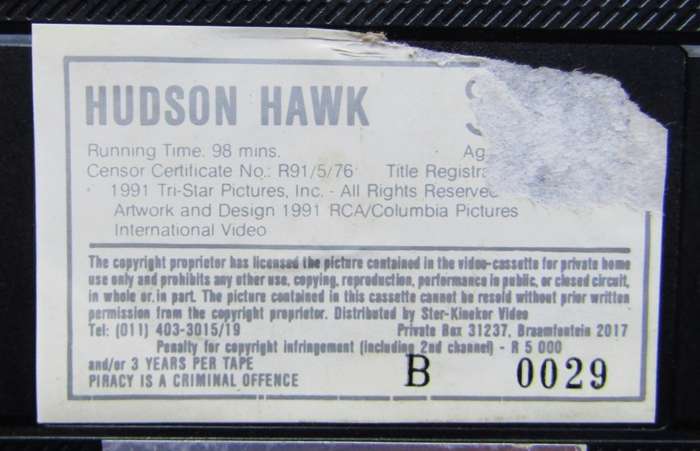 HUDSON HAWK S
Running Time. 98 mins. Ag
Censor Certificate No.: R91/5/76 Title Registra
1991 Tri-Star Pictures, Inc. - All Rights Reserve
Artwork and Design 1991 RCA/Columbia Pictures
International Video
The copyright proprietor has licensed the picture contained in the video-cassette for private home
use only and prohibits any other use, copying, reproduction, performance in public, or closed circuit,
in whole or in part. The picture contained in this cassette cannot be resold without prior written
permission from the copyright proprietor. Distributed by Ster-Kinekor Video
Tel: (011) 403-3015/19 Private Box 31237, Braamfontein 2017
Penalty for copyright infringement (including 2nd channel) - R 5 000
and/or 3 YEARS PER TAPE
PIRACY IS A CRIMINAL OFFENCE B 0029